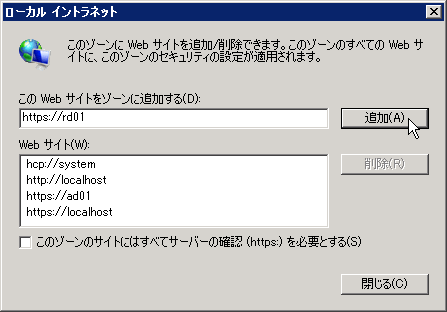 ローカル イントラネット
このゾーンに Web サイトを追加/削除できます。このゾーンのすべての Web サ
イトに、このゾーンのセキュリティの設定が適用されます。
この Web サイトをゾーンに追加する(D):
https://rd01
追加(A)
Web サイト(W):
hcp://system
http://localhost
https://ad01
https://localhost
削除(R)
このゾーンのサイトにはすべてサーバーの確認 (https:) を必要とする(S)
閉じる(C)